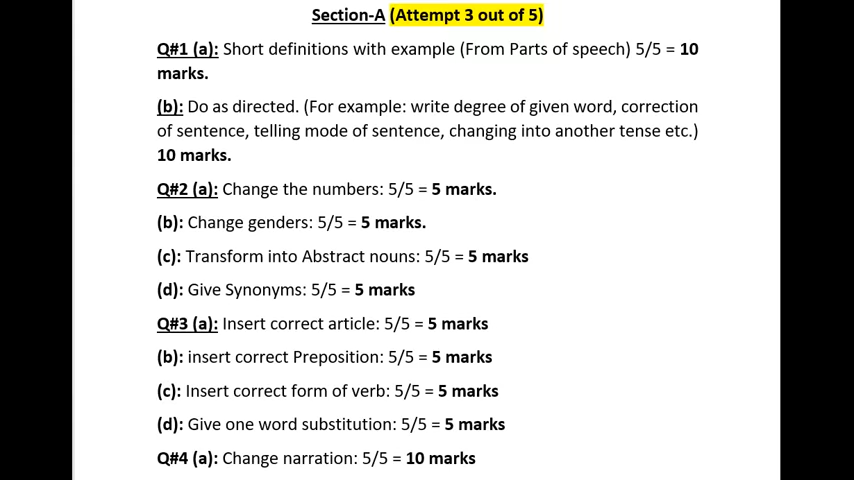 Section-A (Attempt 3 out of 5)
Q#1 (a): Short definitions with example (From Parts of speech) 5/5 = 10
marks.
(b): Do as directed. (For example: write degree of given word, correction
of sentence, telling mode of sentence, changing into another tense etc.)
10 marks.
Q#2 (a): Change the numbers: 5/5 = 5 marks.
(b): Change genders: 5/5 = 5 marks.
(c): Transform into Abstract nouns: 5/5 = 5 marks
(d): Give Synonyms: 5/5 = 5 marks
Q#3 (a): Insert correct article: 5/5 = 5 marks
(b): insert correct Preposition: 5/5 = 5 marks
(c): Insert correct form of verb: 5/5 = 5 marks
(d): Give one word substitution: 5/5 = 5 marks
Q#4 (a): Change narration: 5/5 = 10 marks